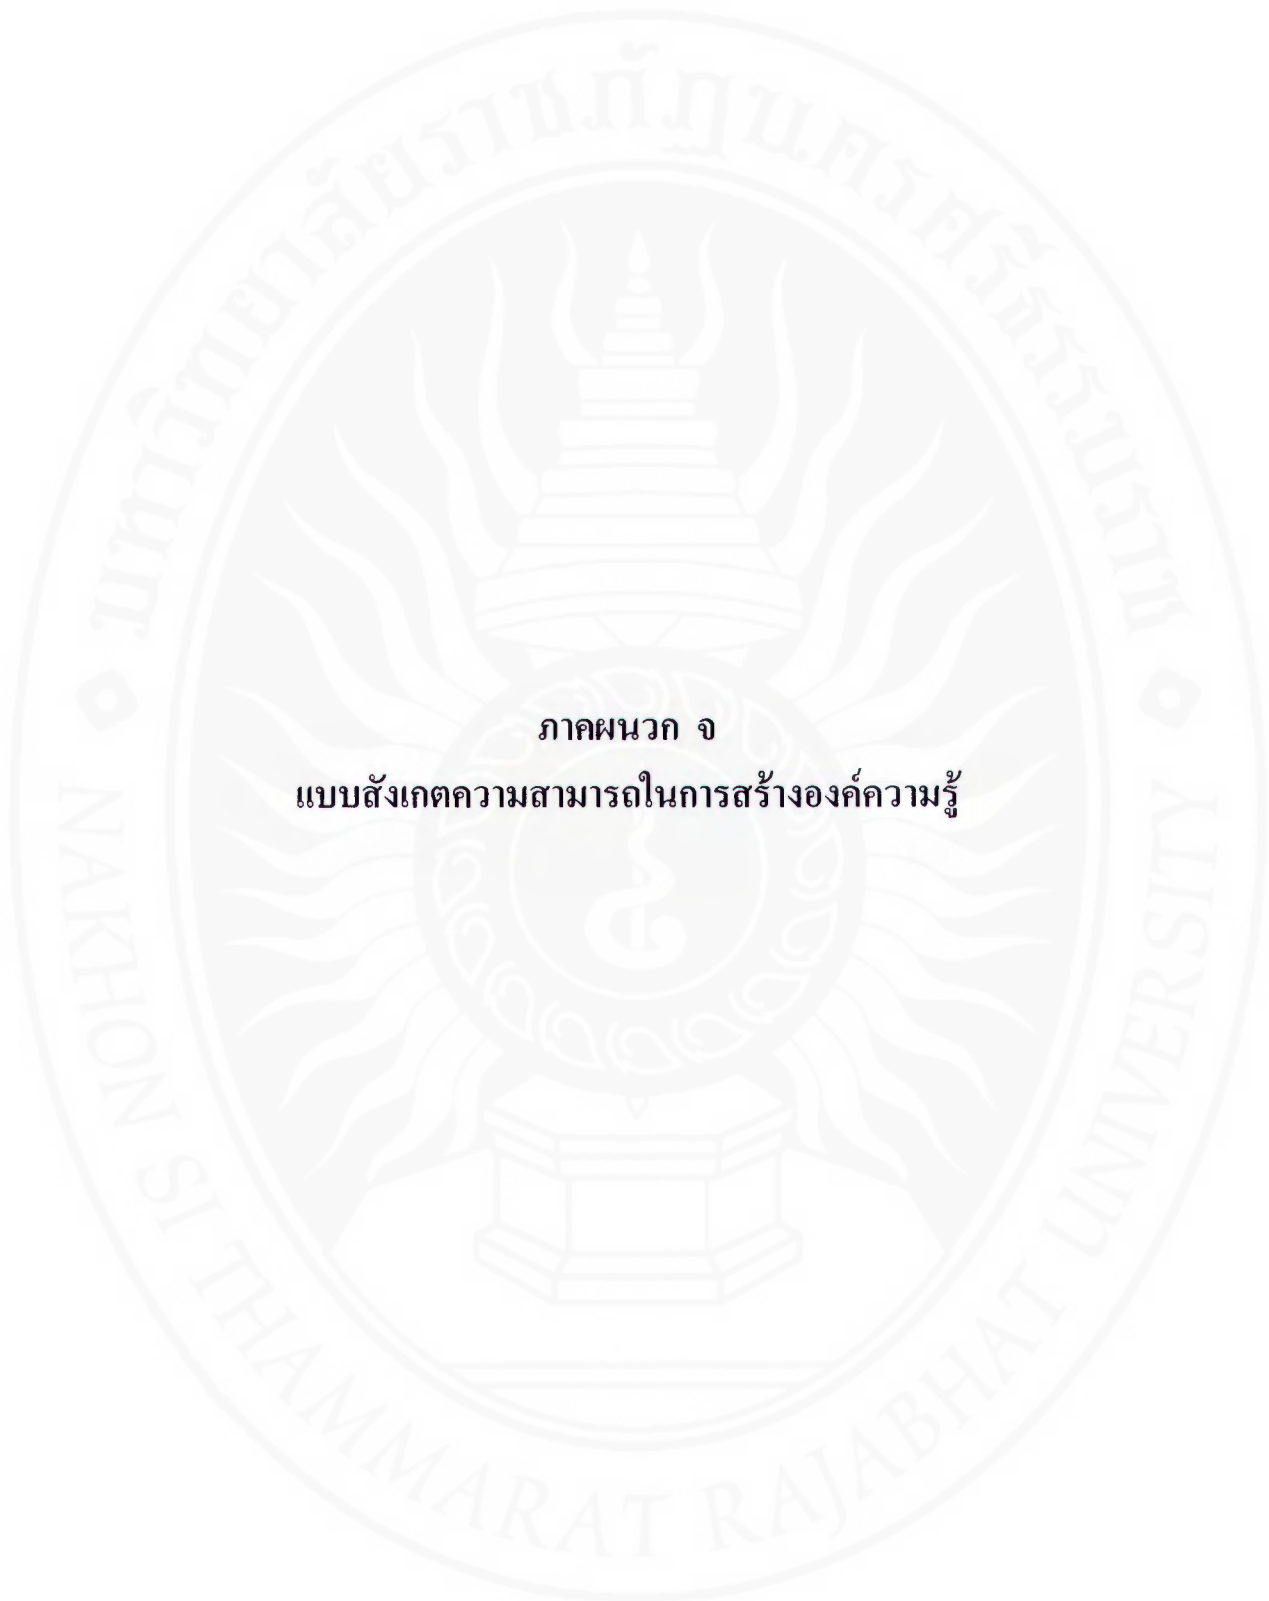 มหาวิทยาลัยราชภัฏนครศรีธรรมราช
ภาคผนวก จ
แบบสังเกตความสามารถในการสร้างองค์ความรู้
NAKHON SI THAMMARAT RAJABHAT UNIVERSITY